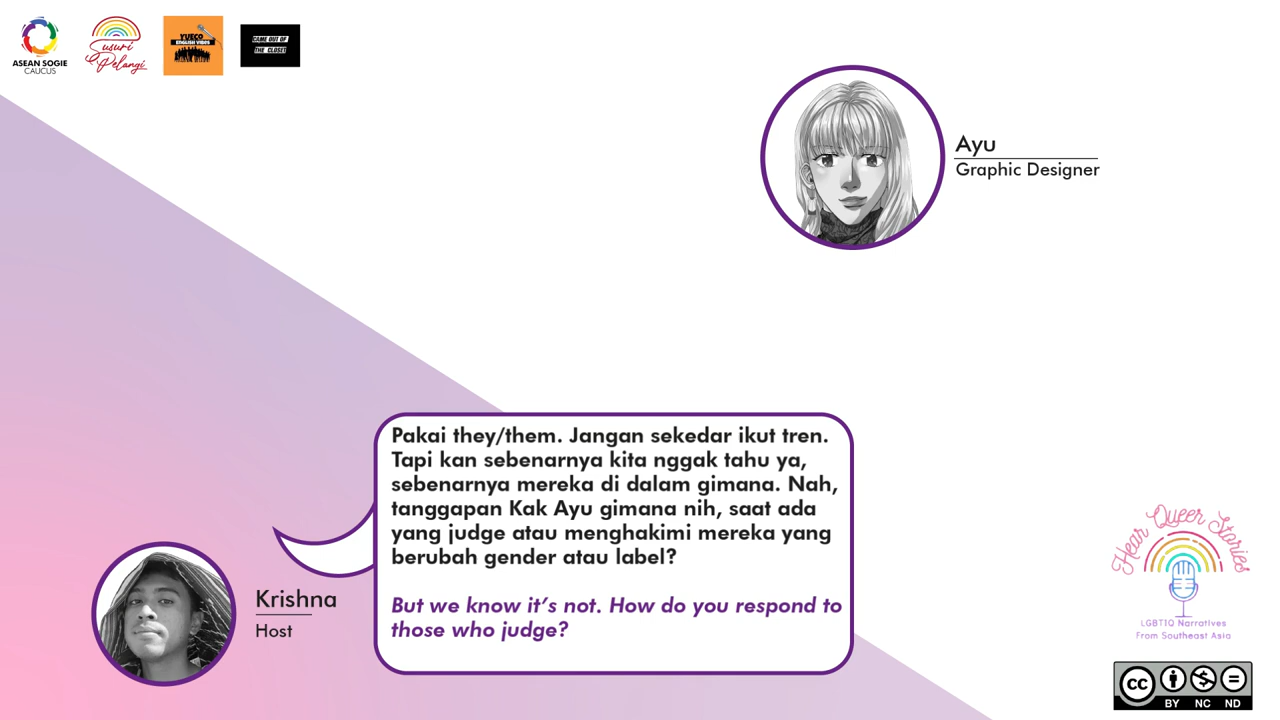 ASEAN SOGIE
CAUCUS
Susuri
Pelangi
YUECO
ENGLISH VIBES
CAME OUT OF
THE CLOSET
Ayu
Graphic Designer
Pakai they/them. Jangan sekedar ikut tren.
Tapi kan sebenarnya kita nggak tahu ya,
sebenarnya mereka di dalam gimana. Nah,
tanggapan Kak Ayu gimana nih, saat ada
yang judge atau menghakimi mereka yang
berubah gender atau label?
But we know it's not. How do you respond to
those who judge?
Krishna
Host
Hear Queer Stories
LGBTIQ Narratives
From Southeast Asia
CC
BY NC ND